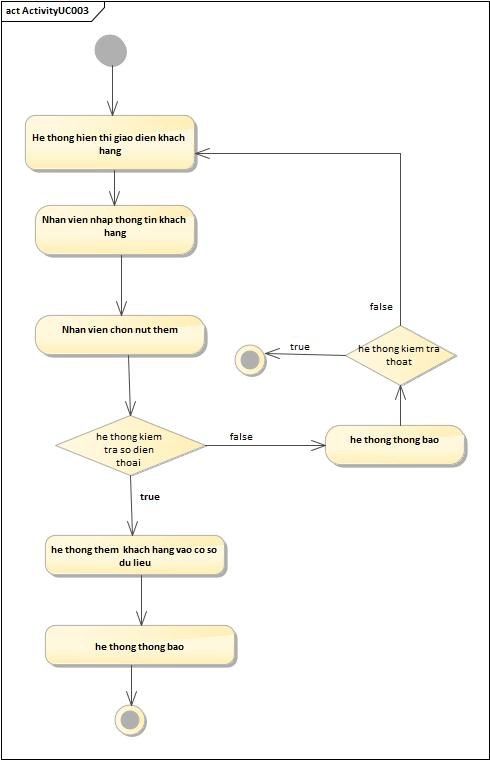 act ActivityUC003
He thong hien thi giao dien khach
hang
Nhan vien nhap thong tin khach
hang
Nhan vien chon nut them
he thong kiem
tra so dien
thoai
false
true
he thong thong bao
he thong kiem tra
thoat
false
true
he thong them  khach hang vao co so
du lieu
he thong thong bao